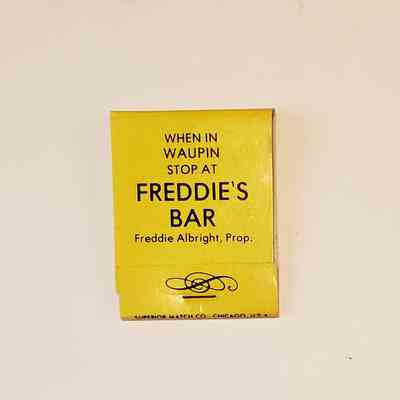 WHEN IN
WAUPIN
STOP AT
FREDDIE'S
BAR
Freddie Albright, Prop.
SUPERIOR MATCH CO., CHICAGO, U.S.A.